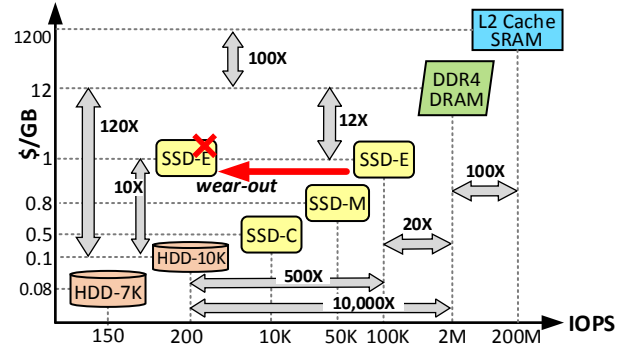 1200
L2 Cache
SRAM
100X
12
DDR4
DRAM
120X
12X
$/GB
1
SSD-E
SSD-E
10X
wear-out
100X
0.8
SSD-M
0.5
SSD-C
20X
0.1
HDD-10K
500X
0.08
HDD-7K
10,000X
150
200
10K
50K
100K
2M
200M
IOPS